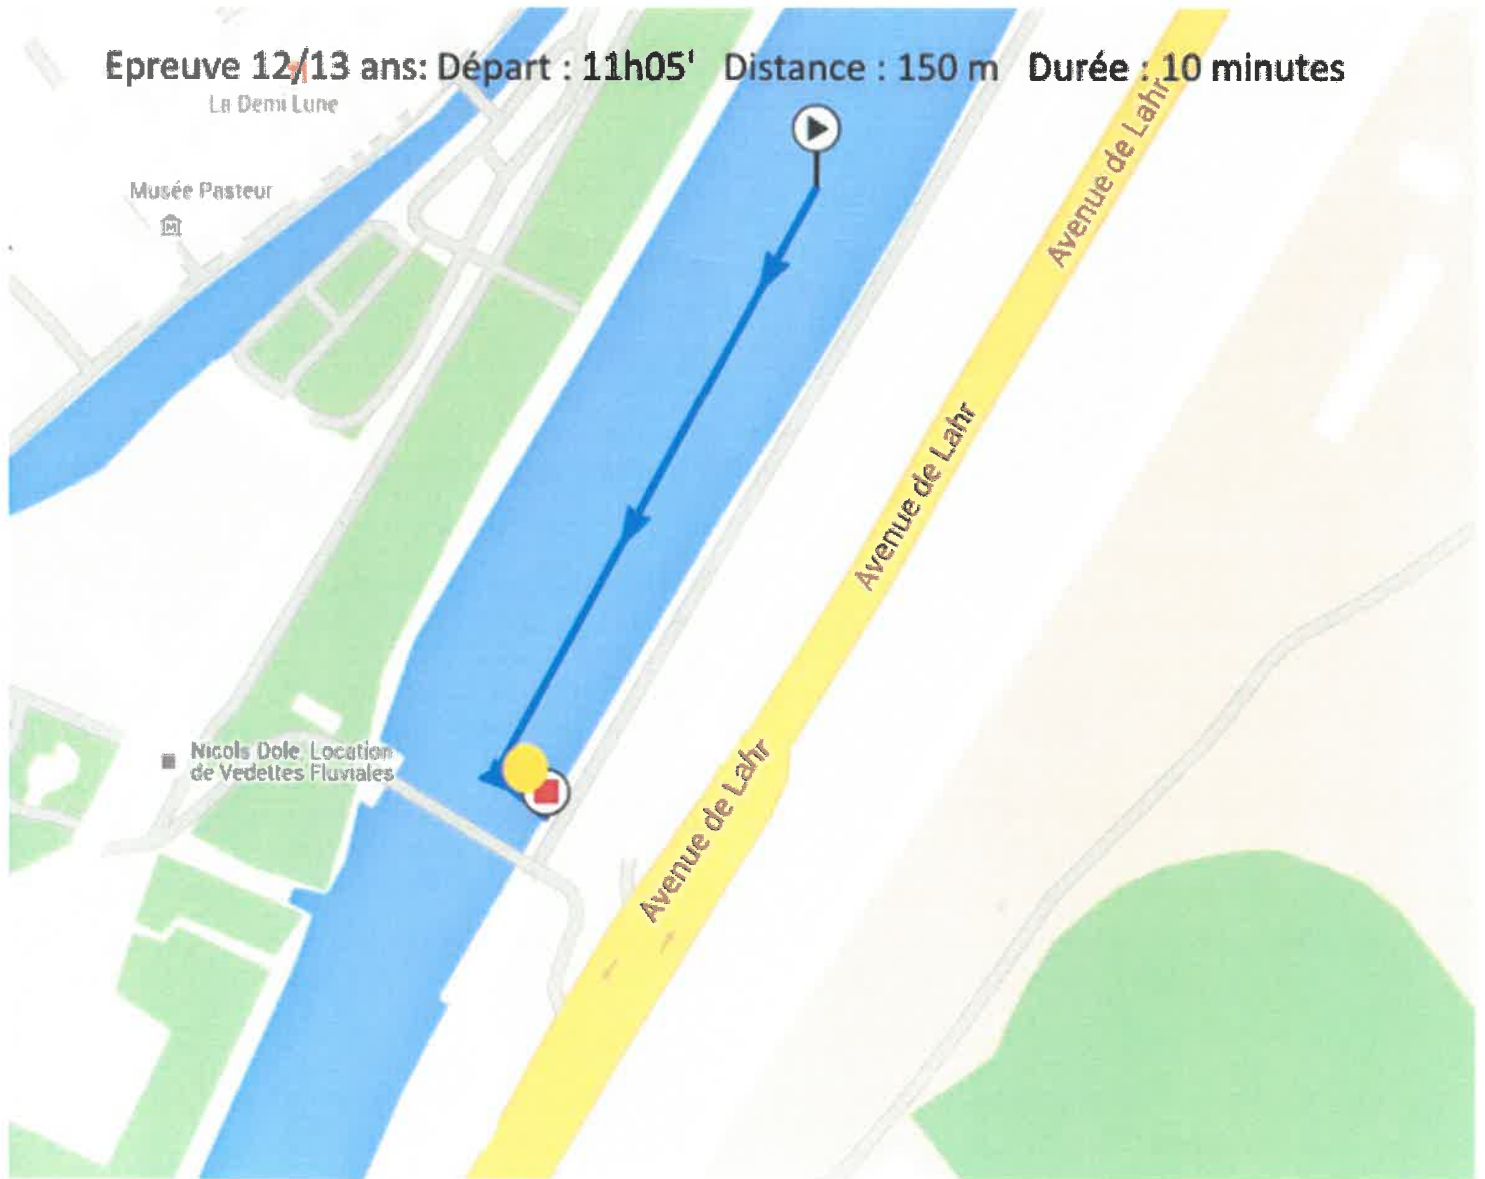 Epreuve 12/13 ans: Départ : 11h05' Distance : 150 m Durée : 10 minutes
La Demi Lune
Musée Pasteur
M
Avenue de Lahr
Avenue de Lahr
Nicols Dole Location
de Vedettes Fluviales
Avenue de Lahr